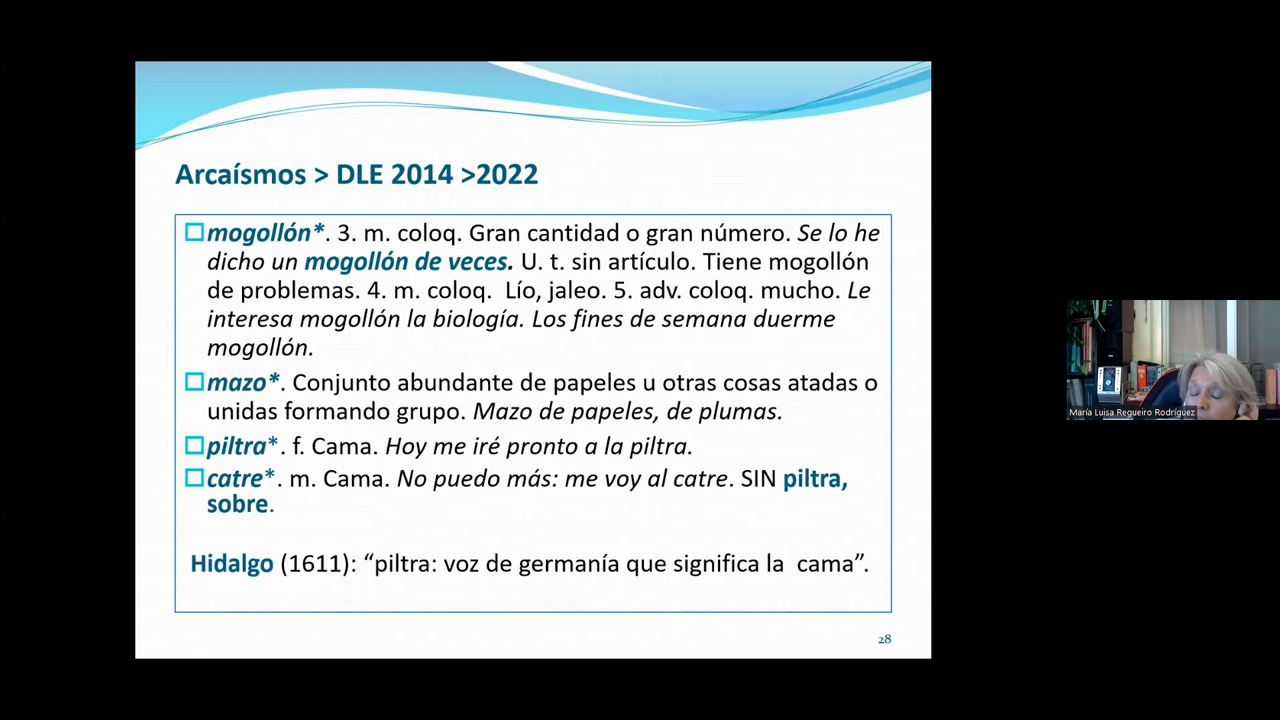 Arcaísmos > DLE 2014 >2022
mogollón*. 3. m. coloq. Gran cantidad o gran número. Se lo he
dicho un mogollón de veces. U. t. sin artículo. Tiene mogollón
de problemas. 4. m. coloq. Lío, jaleo. 5. adv. coloq. mucho. Le
interesa mogollón la biología. Los fines de semana duerme
mogollón.
mazo*. Conjunto abundante de papeles u otras cosas atadas o
unidas formando grupo. Mazo de papeles, de plumas.
piltra*. f. Cama. Hoy me iré pronto a la piltra.
catre*. m. Cama. No puedo más: me voy al catre. SIN piltra,
sobre.
Hidalgo (1611): “piltra: voz de germanía que significa la cama”.
28
María Luisa Regueiro Rodríguez